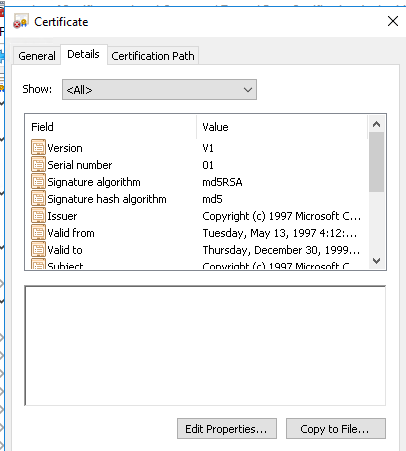 Certificate
General Details Certification Path
Show: <All>
Field Value
Version V1
Serial number 01
Signature algorithm md5RSA
Signature hash algorithm md5
Issuer Copyright (c) 1997 Microsoft C...
Valid from Tuesday, May 13, 1997 4:12:...
Valid to Thursday, December 30, 1999...
Subject Copyright (c) 1997 Microsoft C...
Edit Properties... Copy to File...